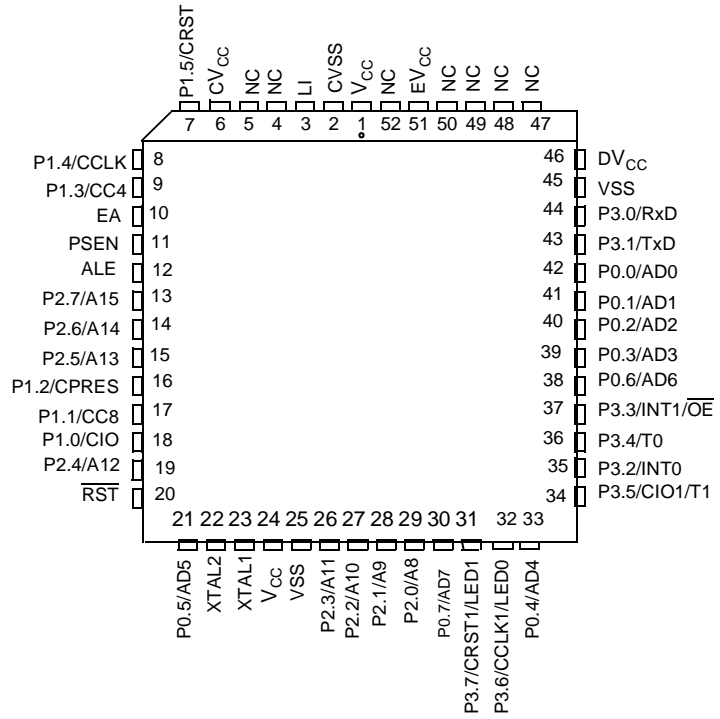 P1.5/CRST
CVCC
NC
NC
LI
CVSS
VCC
NC
EVCC
NC
NC
NC
NC
7 6 5 4 3 2 1 52 51 50 49 48 47
P1.4/CCLK 8
P1.3/CC4 9
EA 10
PSEN 11
ALE 12
P2.7/A15 13
P2.6/A14 14
P2.5/A13 15
P1.2/CPRES 16
P1.1/CC8 17
P1.0/CIO 18
P2.4/A12 19
RST 20
46 DVCC
45 VSS
44 P3.0/RxD
43 P3.1/TxD
42 P0.0/AD0
41 P0.1/AD1
40 P0.2/AD2
39 P0.3/AD3
38 P0.6/AD6
37 P3.3/INT1/OE
36 P3.4/T0
35 P3.2/INT0
34 P3.5/CIO1/T1
21 22 23 24 25 26 27 28 29 30 31 32 33
P0.5/AD5
XTAL2
XTAL1
VCC
VSS
P2.3/A11
P2.2/A10
P2.1/A9
P2.0/A8
P0.7/AD7
P3.7/CRST1/LED1
P3.6/CCLK1/LED0
P0.4/AD4